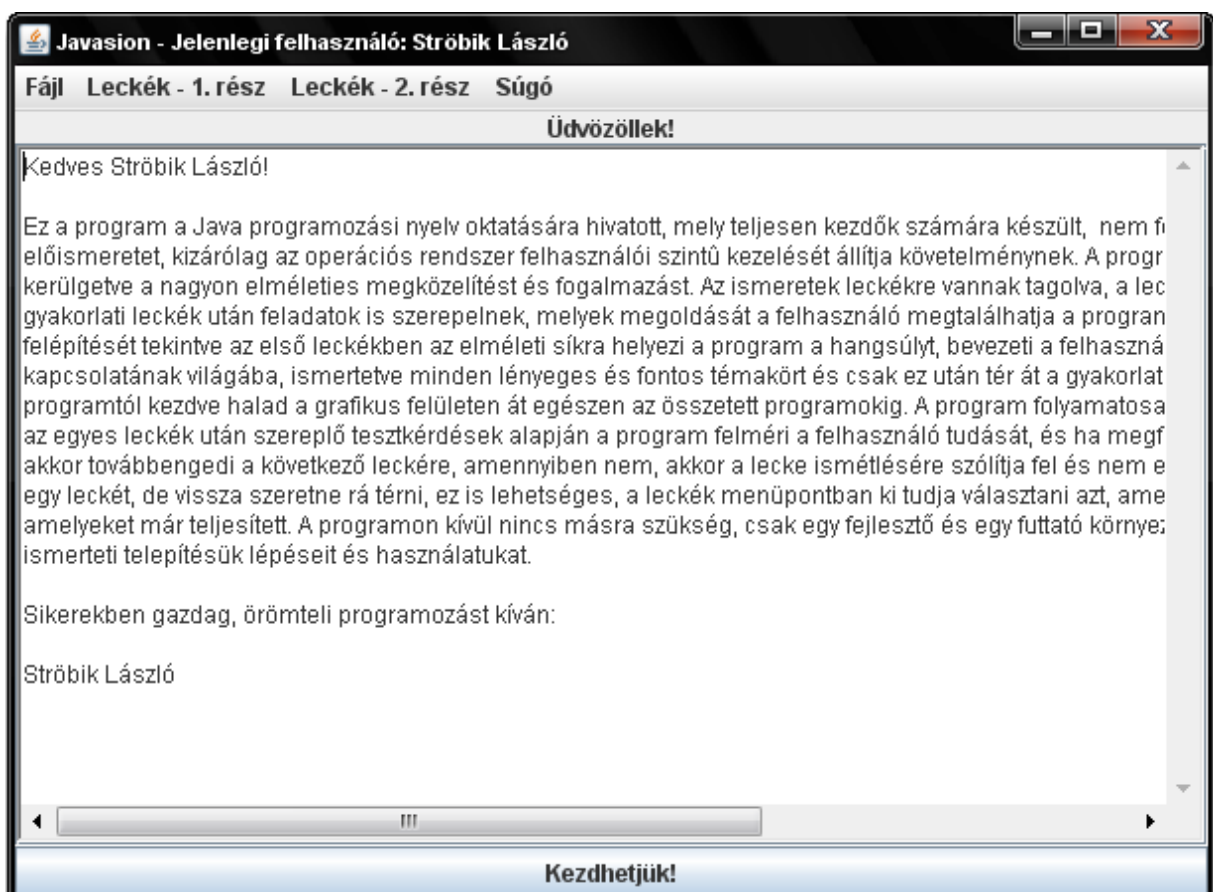 Javasion - Jelenlegi felhasználó: Ströbik László
Fájl Leckék - 1. rész Leckék - 2. rész Súgó
Üdvözöllek!
Kedves Ströbik László!
Ez a program a Java programozási nyelv oktatására hivatott, mely teljesen kezdők számára készült, nem
előismeretet, kizárólag az operációs rendszer felhasználói szintû kezelését állítja követelménynek. A progr
kerülgetve a nagyon elméleties megközelítést és fogalmazást. Az ismeretek leckékre vannak tagolva, a lec
gyakorlati leckék után feladatok is szerepelnek, melyek megoldását a felhasználó megtalálhatja a
felépítését tekintve az első leckékben az elméleti síkra helyezi a program a hangsúlyt, bevezeti a felhaszná
kapcsolatának világába, ismertetve minden lényeges és fontos témakört és csak ez után tér át a gyakorlat
programtól kezdve halad a grafikus felületen át egészen az összetett programokig. A program folyamatosa
az egyes leckék után szereplő tesztkérdések alapján a program felméri a felhasználó tudását, és ha megf
akkor továbbengedi a következő leckére, amennyiben nem, akkor a lecke ismétlésére szólítja fel és nem e
egy leckét, de vissza szeretne rá térni, ez is lehetséges, a leckék menüpontban ki tudja választani azt, ame
amelyeket már teljesített. A programon kívül nincs másra szükség, csak egy fejlesztő és egy futtató környez
ismerteti telepítésük lépéseit és használatukat.
Sikerekben gazdag, örömteli programozást kíván:
Ströbik László
Kezdhetjük!